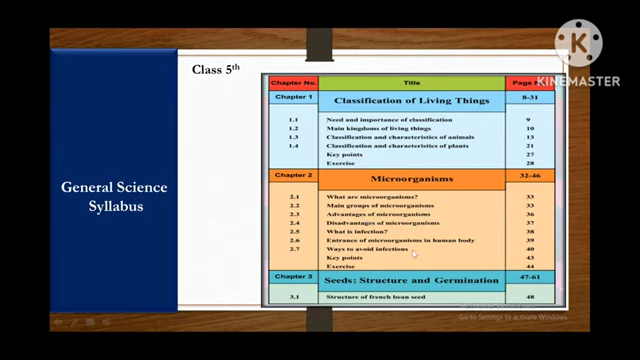 Class 5th
General Science
Syllabus
K
KINEMASTER
Chapter No. Title Page N
Chapter 1 Classification of Living Things 8-31
1.1 Need and importance of classification 9
1.2 Main kingdoms of living things 10
1.3 Classification and characteristics of animals 13
1.4 Classification and characteristics of plants 21
Key points 27
Exercise 28
Chapter 2 Microorganisms 32-46
2.1 What are microorganisms? 33
2.2 Main groups of microorganisms 33
2.3 Advantages of microorganisms 36
2.4 Disadvantages of microorganisms 37
2.5 What is infection? 38
2.6 Entrance of microorganisms in human body 39
2.7 Ways to avoid infections 40
Key points 43
Exercise 44
Chapter 3 Seeds: Structure and Germination 47-61
3.1 Structure of french bean seed 48
Go to Settings to activate Windows.